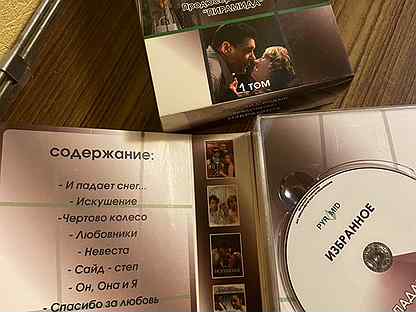 "ПИРАМИДА"
1 ТОМ
содержание:
- И падает снег...
- Искушение
-Чертово колесо
- Любовники
- Невеста
- Сайд - степ
- Он, Она и Я
- Спасибо за любовь
PYRAMID
ИЗБРАННОЕ